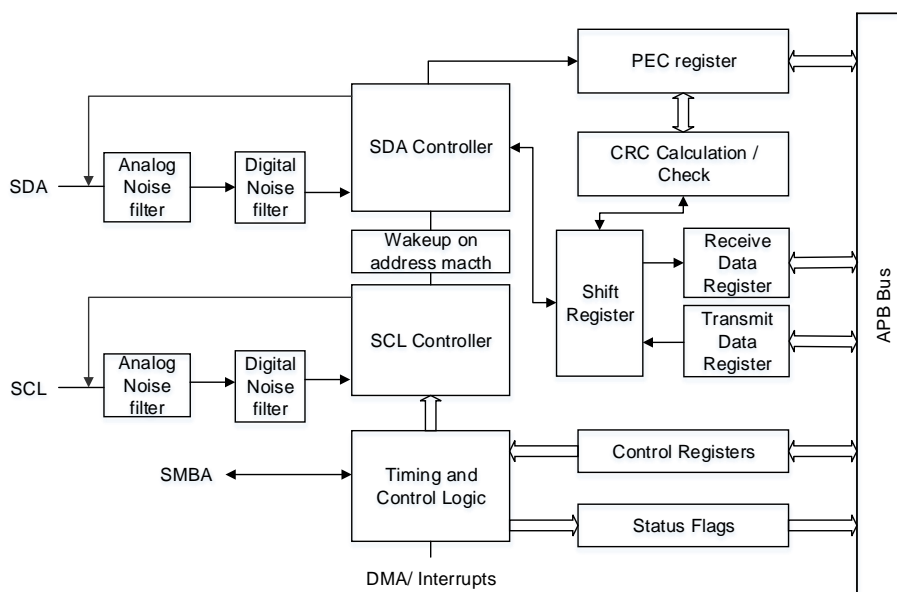 PEC register
SDA Controller
CRC Calculation /
Check
SDA
Analog
Noise
filter
Digital
Noise
filter
Wakeup on
address macth
Shift
Register
Receive
Data
Register
Transmit
Data
Register
APB Bus
SCL Controller
SCL
Analog
Noise
filter
Digital
Noise
filter
SMBA
Timing and
Control Logic
Control Registers
Status Flags
DMA/ Interrupts